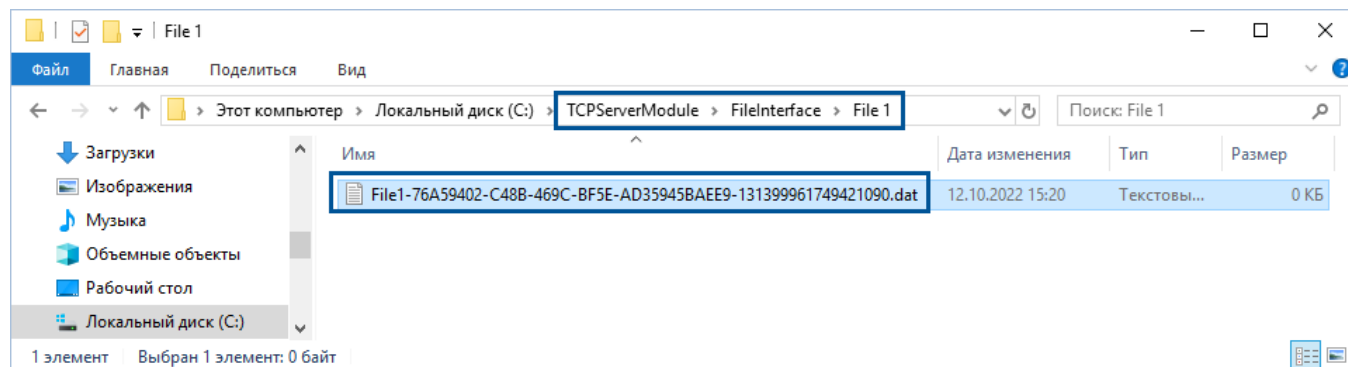 File 1
Файл Главная Поделиться Вид
Этот компьютер > Локальный диск (C:) > TCPServerModule > FileInterface > File 1 Поиск: File 1
Загрузки
Изображения
Музыка
Объемные объекты
Рабочий стол
Локальный диск (C:)
Имя Дата изменения Тип Размер
File1-76A59402-C48B-469C-BF5E-AD35945BAEE9-131399961749421090.dat 12.10.2022 15:20 Текстовы... 0 КБ
1 элемент Выбран 1 элемент: 0 байт